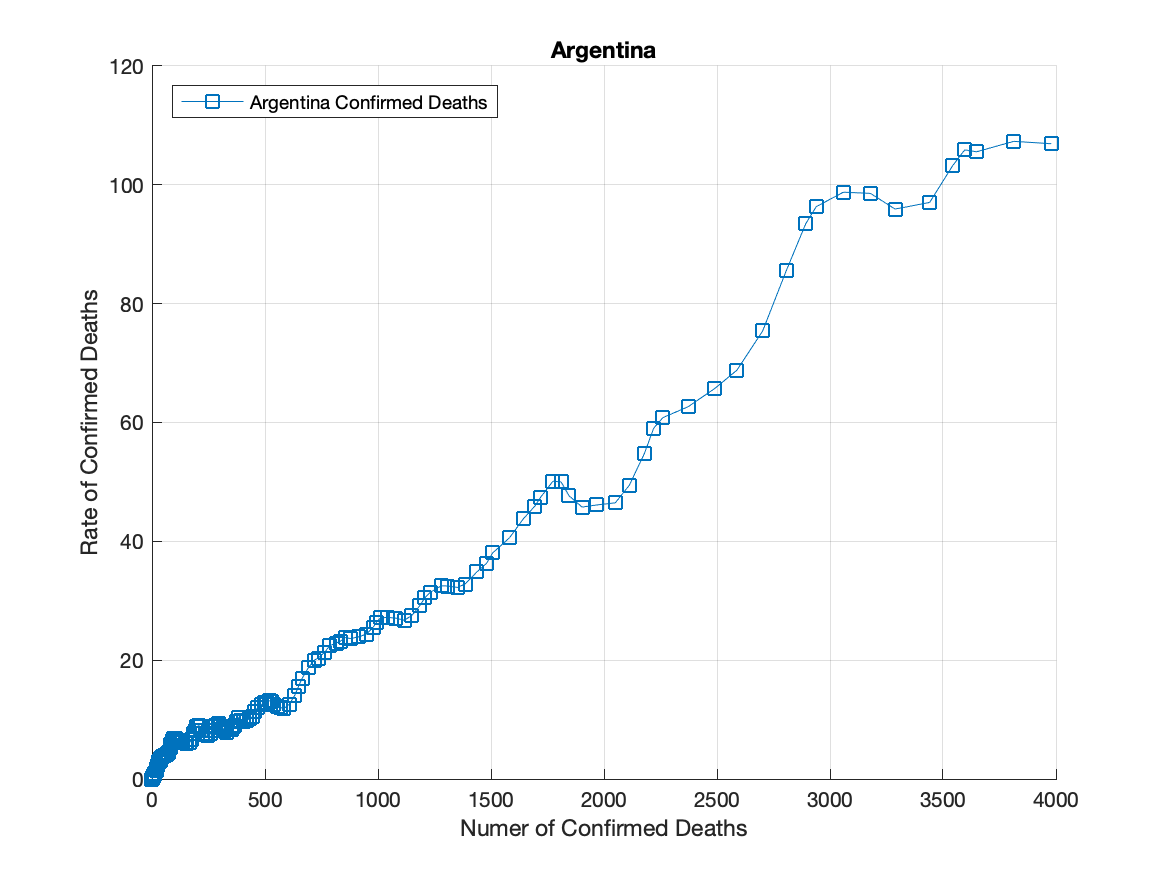 Argentina
Argentina Confirmed Deaths
120
100
80
60
40
20
0
Rate of Confirmed Deaths
0 500 1000 1500 2000 2500 3000 3500 4000
Numer of Confirmed Deaths